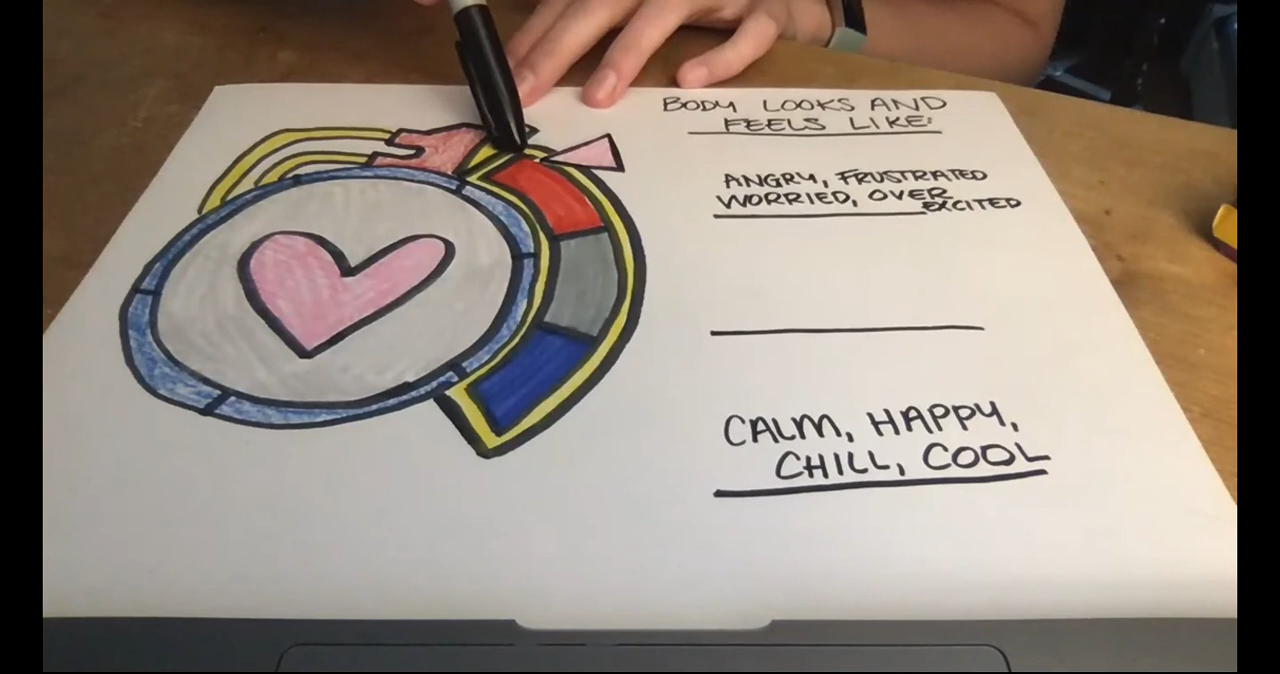 BODY LOOKS AND
FEELS LIKE:
ANGRY, FRUSTRATED
WORRIED, OVER
EXCITED
CALM, HAPPY,
CHILL, COOL